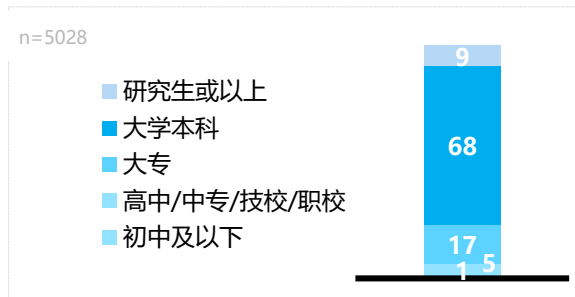 n=5028
9
研究生或以上
大学本科
68
大专
高中/中专/技校/职校
初中及以下
17
5
1